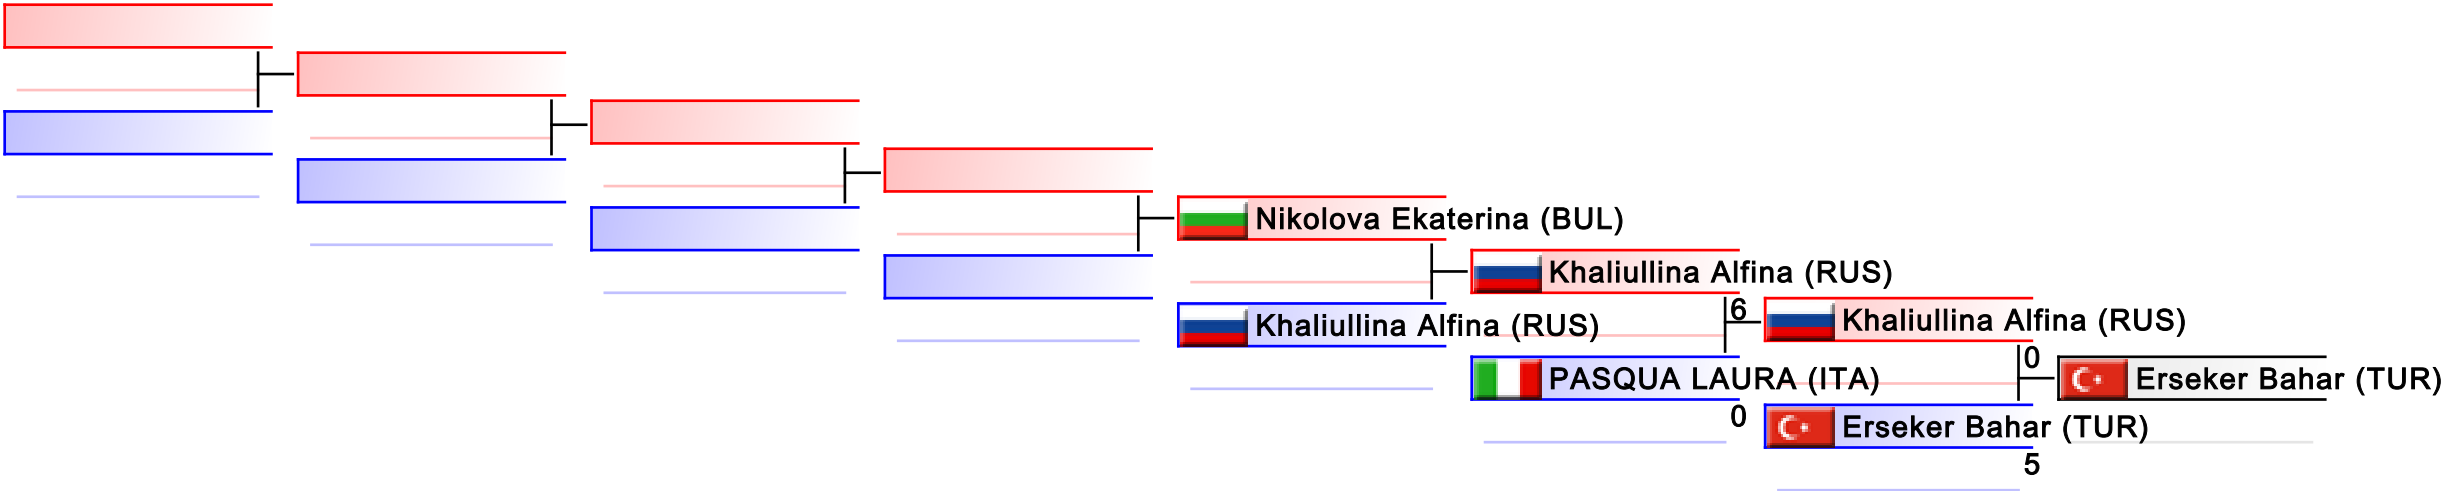 Nikolova Ekaterina (BUL)
Khaliullina Alfina (RUS)
Khaliullina Alfina (RUS)
6
PASQUA LAURA (ITA)
0
Khaliullina Alfina (RUS)
0
Erseker Bahar (TUR)
5
Erseker Bahar (TUR)